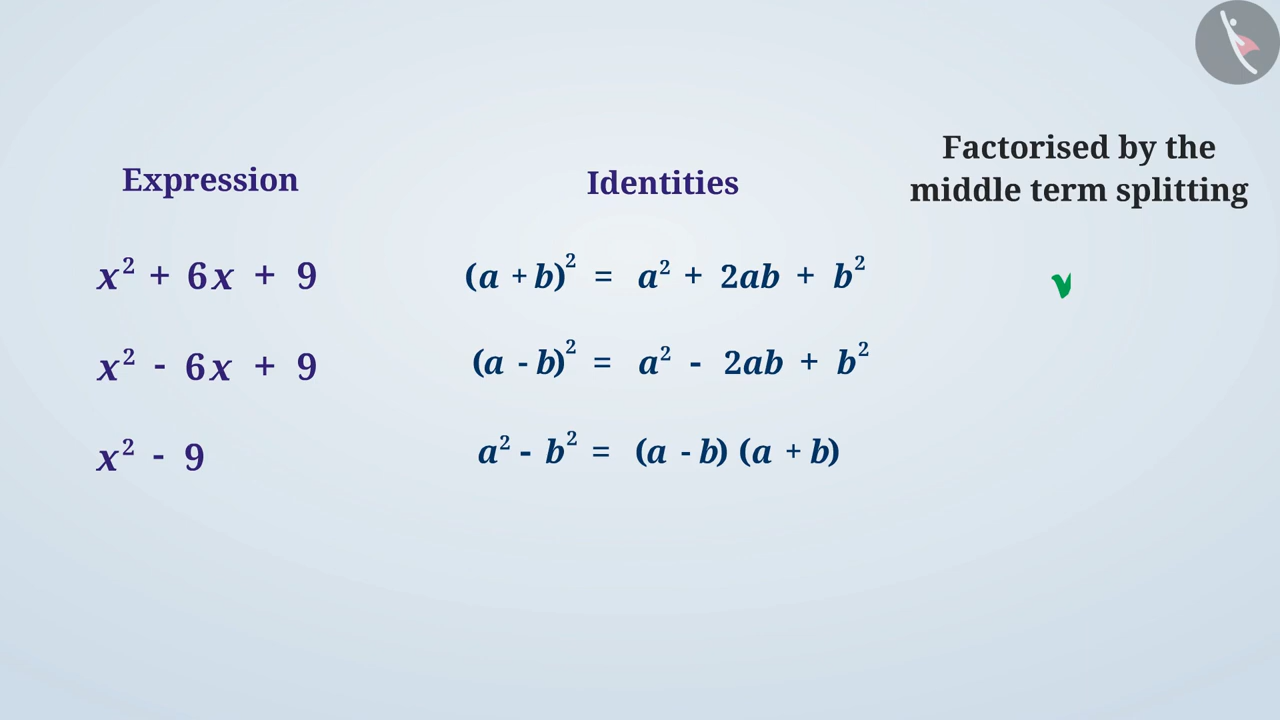 Expression
Identities
Factorised by the
middle term splitting
x² + 6x + 9
(a + b)² = a² + 2ab + b²
x² - 6x + 9
(a - b)² = a² - 2ab + b²
x² - 9
a² - b² = (a - b) (a + b)